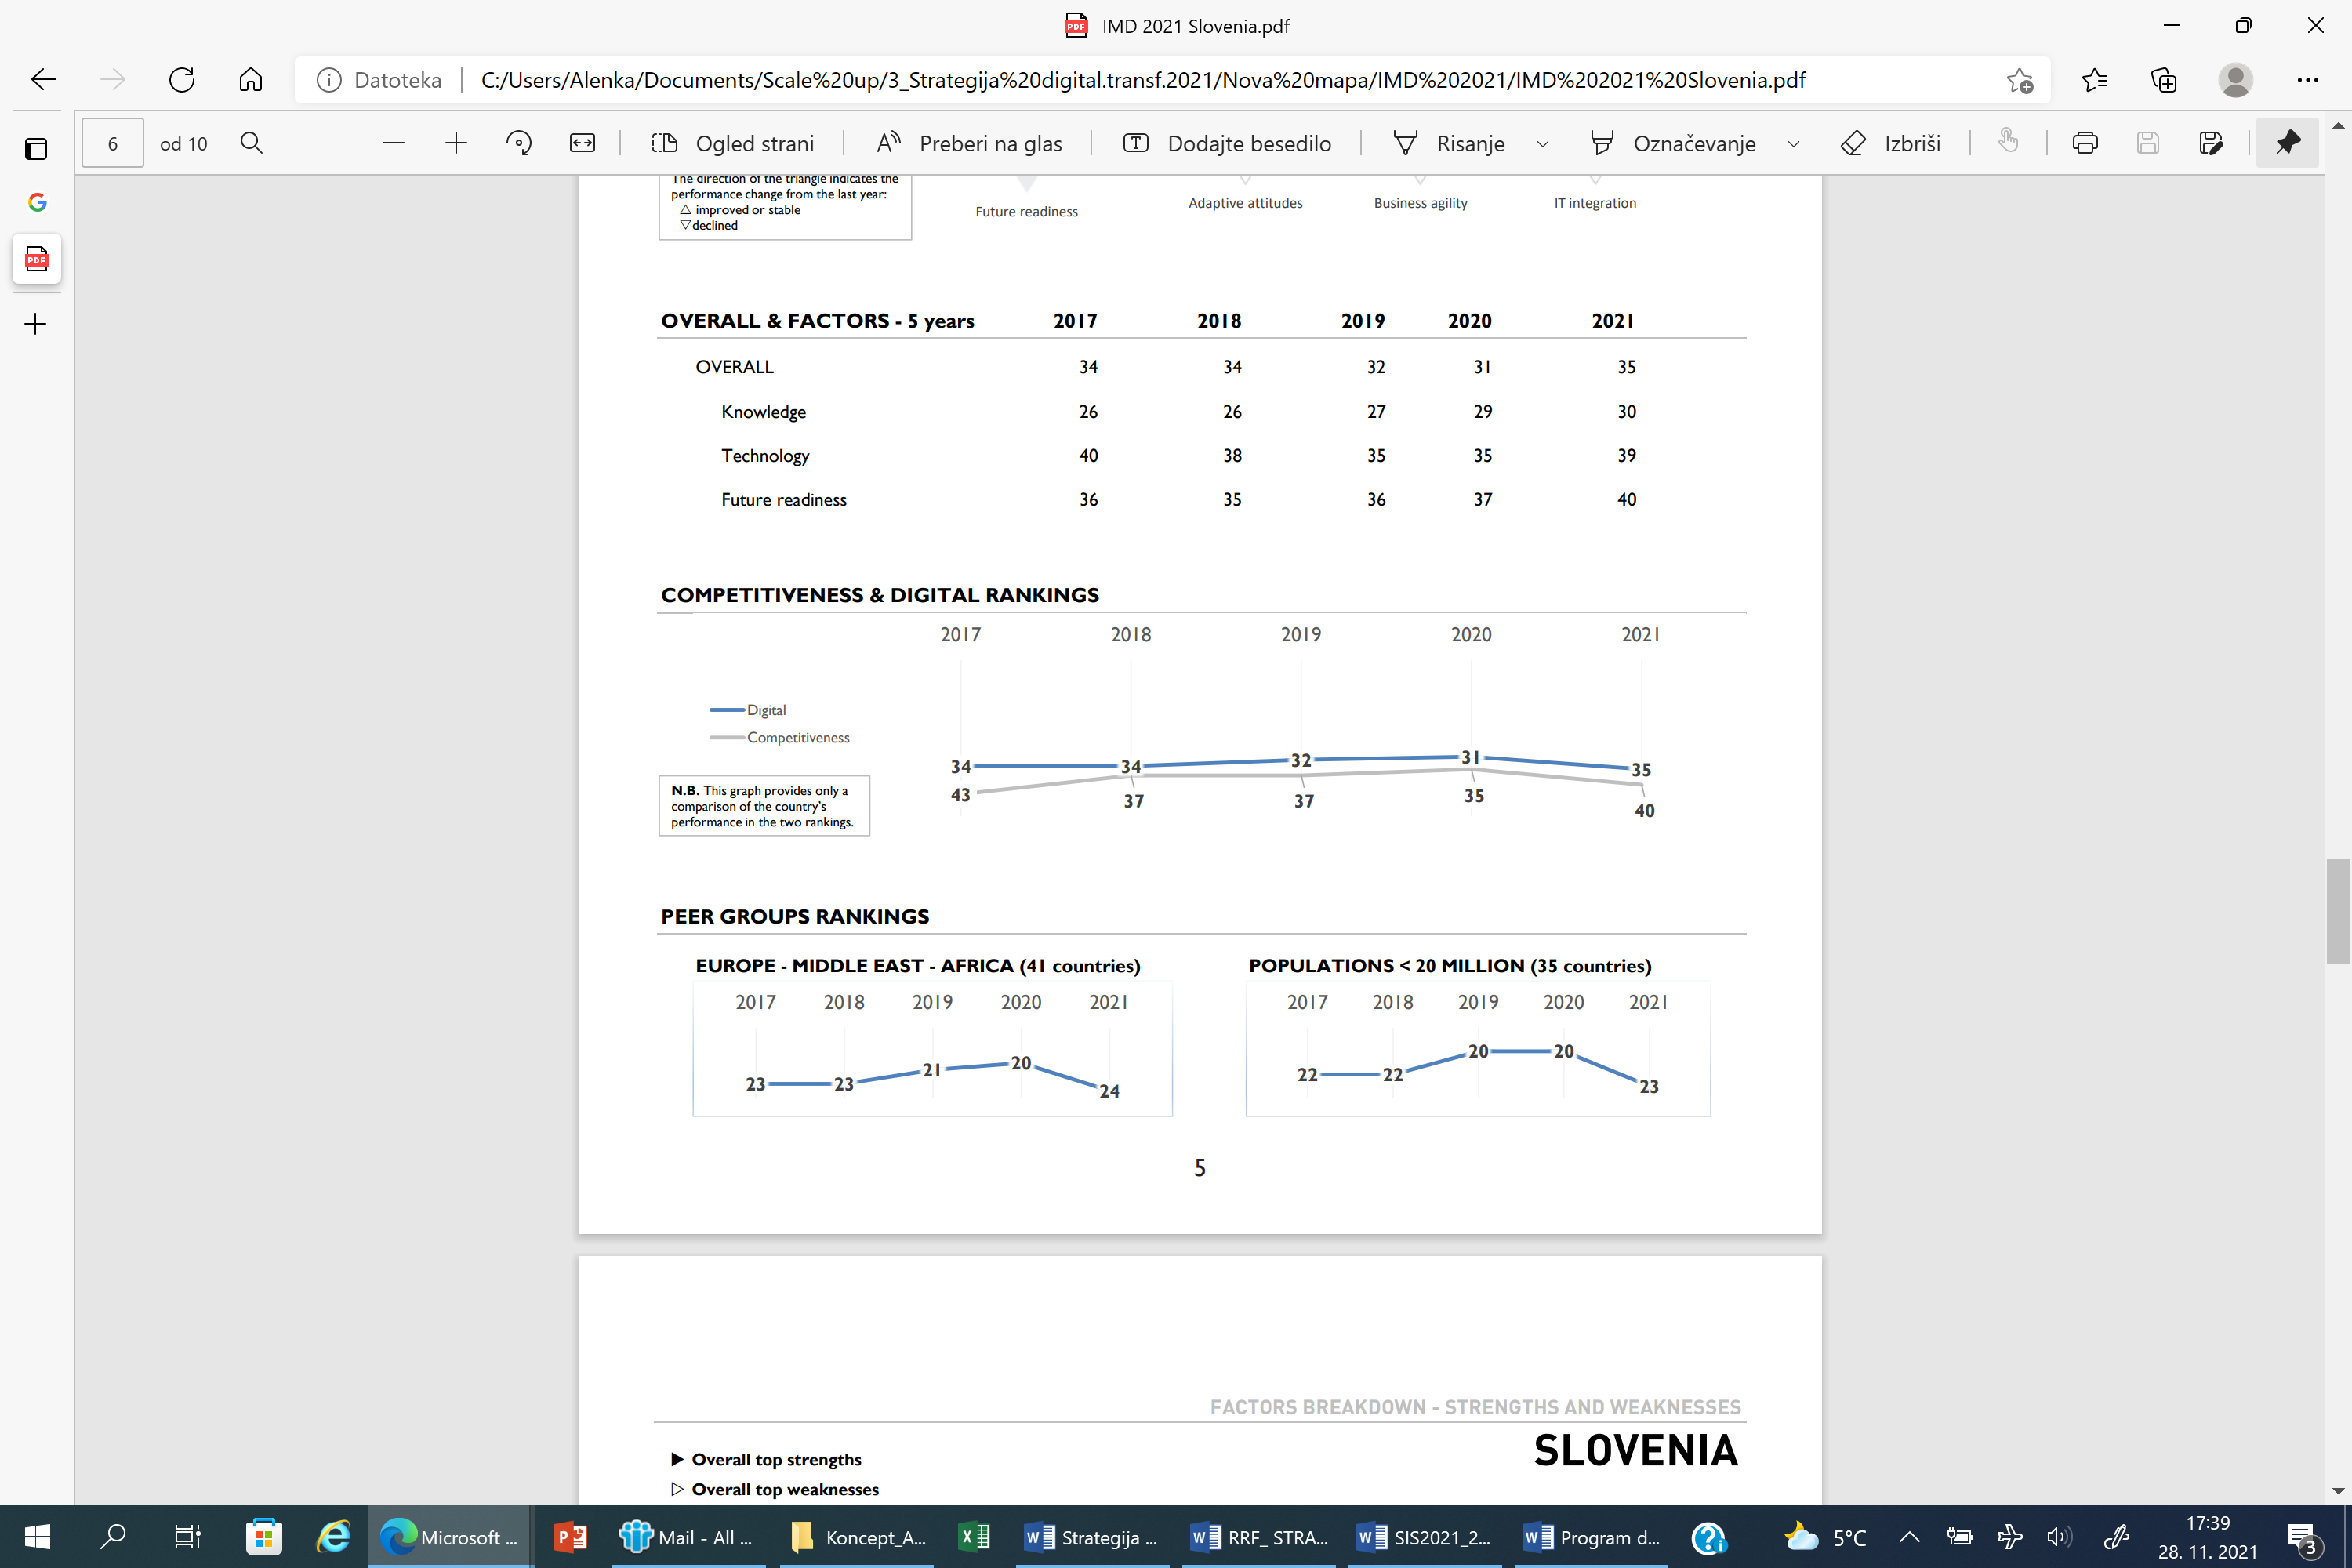 IMD 2021 Slovenia.pdf
Datoteka
C:/Users/Alenka/Documents/Scale%20up/3_Strategija%20digital.transf.2021/Nova%20mapa/IMD%202021/IMD%202021%20Slovenia.pdf
6 od 10 Ogled strani Preberi na glas Dodajte besedilo Risanje Označevanje Izbriši
The direction of the triangle indicates the
performance change from the last year:
△ improved or stable
▽ declined
Future readiness Adaptive attitudes Business agility IT integration
OVERALL & FACTORS - 5 years 2017 2018 2019 2020 2021
OVERALL 34 34 32 31 35
Knowledge 26 26 27 29 30
Technology 40 38 35 35 39
Future readiness 36 35 36 37 40
COMPETITIVENESS & DIGITAL RANKINGS
2017 2018 2019 2020 2021
Digital
Competitiveness
34 34 32 31 35
43 37 37 35 40
N.B. This graph provides only a
comparison of the country's
performance in the two rankings.
PEER GROUPS RANKINGS
EUROPE - MIDDLE EAST - AFRICA (41 countries)
2017 2018 2019 2020 2021
23 23 21 20 24
POPULATIONS < 20 MILLION (35 countries)
2017 2018 2019 2020 2021
22 22 20 20 23
5
FACTORS BREAKDOWN - STRENGTHS AND WEAKNESSES
SLOVENIA
▶ Overall top strengths
▷ Overall top weaknesses
Microsoft ... Mail - All ... Koncept_A... Strategija ... RRF_ STRA... SIS2021_2... Program d... 5°C
17:39
28. 11. 2021
3